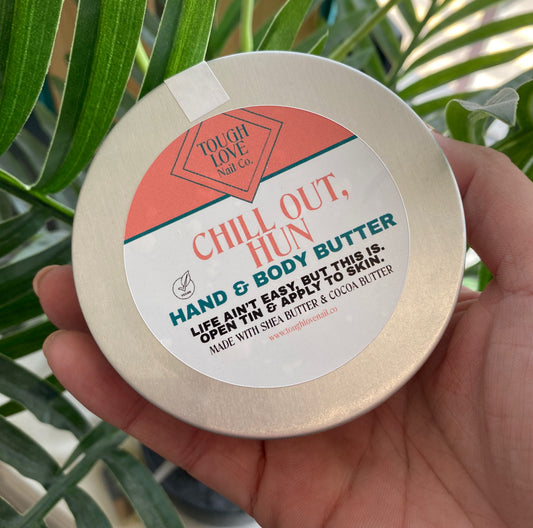 TOUGH
LOVE
Nail Co.
CHILL OUT,
HUN
HAND & BODY BUTTER
LIFE AIN'T EASY, BUT THIS IS.
OPEN TIN & APPLY TO SKIN.
MADE WITH SHEA BUTTER & COCOA BUTTER
www.toughlovenail.co